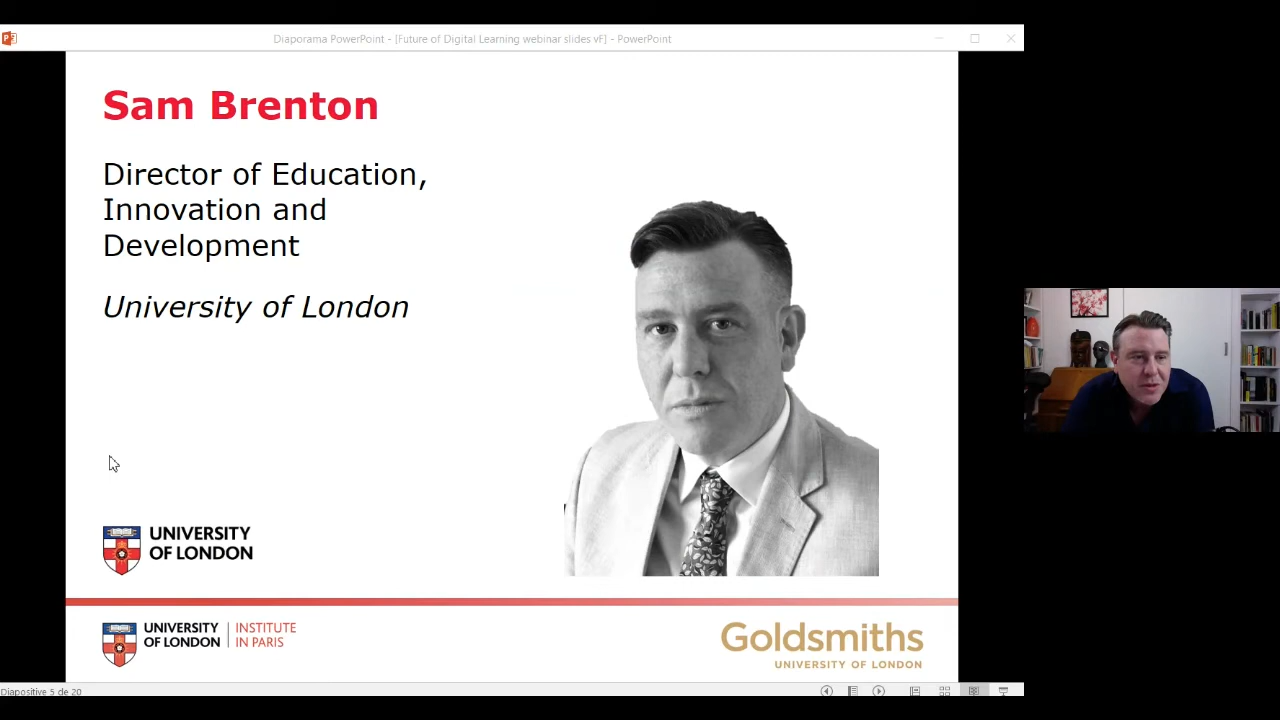 Diaporama PowerPoint - [Future of Digital Learning webinar slides vF] - PowerPoint
Sam Brenton
Director of Education,
Innovation and
Development
University of London
UNIVERSITY
OF LONDON
UNIVERSITY
OF LONDON
INSTITUTE
IN PARIS
Goldsmiths
UNIVERSITY OF LONDON
Diapositive 5 de 20